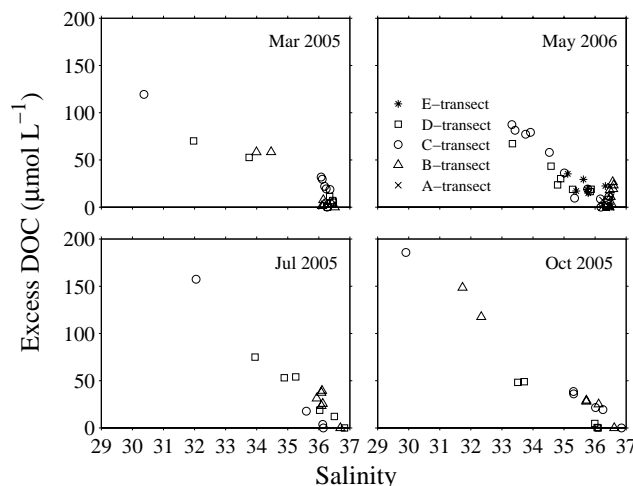 200
150
100
50
0
Mar 2005
May 2006
E−transect
D−transect
C−transect
B−transect
A−transect
200
150
100
50
0
Jul 2005
Oct 2005
29 30 31 32 33 34 35 36 37
29 30 31 32 33 34 35 36 37
Excess DOC (μmol L⁻¹)
Salinity